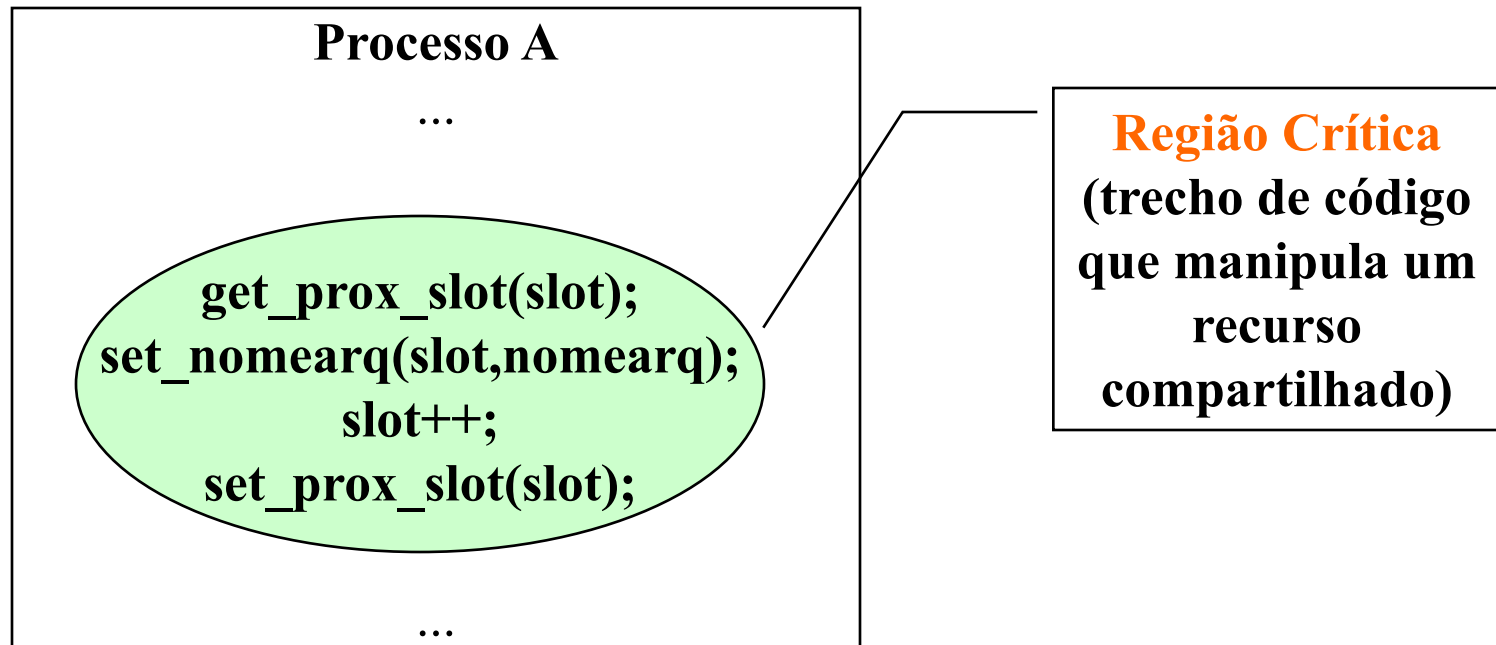 Processo A
...
get_prox_slot(slot);
set_nomearq(slot,nomearq);
slot++;
set_prox_slot(slot);
...
Região Crítica
(trecho de código
que manipula um
recurso
compartilhado)